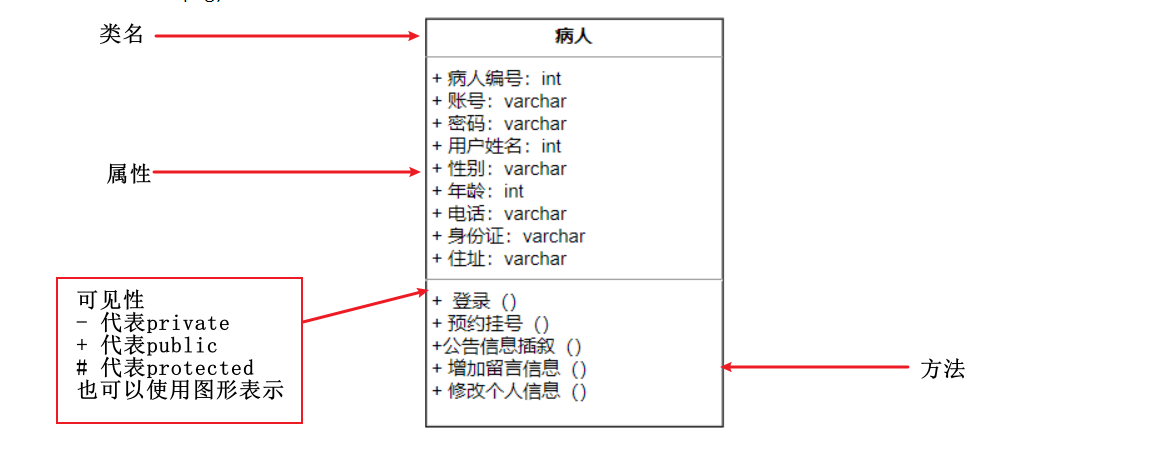 类名
病人
+ 病人编号：int
+ 账号：varchar
+ 密码：varchar
+ 用户姓名：int
属性
+ 性别：varchar
+ 年龄：int
+ 电话：varchar
+ 身份证：varchar
+ 住址：varchar
可见性
- 代表private
+ 代表public
# 代表protected
也可以使用图形表示
+ 登录（）
+ 预约挂号（）
+公告信息插叙（）
+ 增加留言信息（）
+ 修改个人信息（）
方法